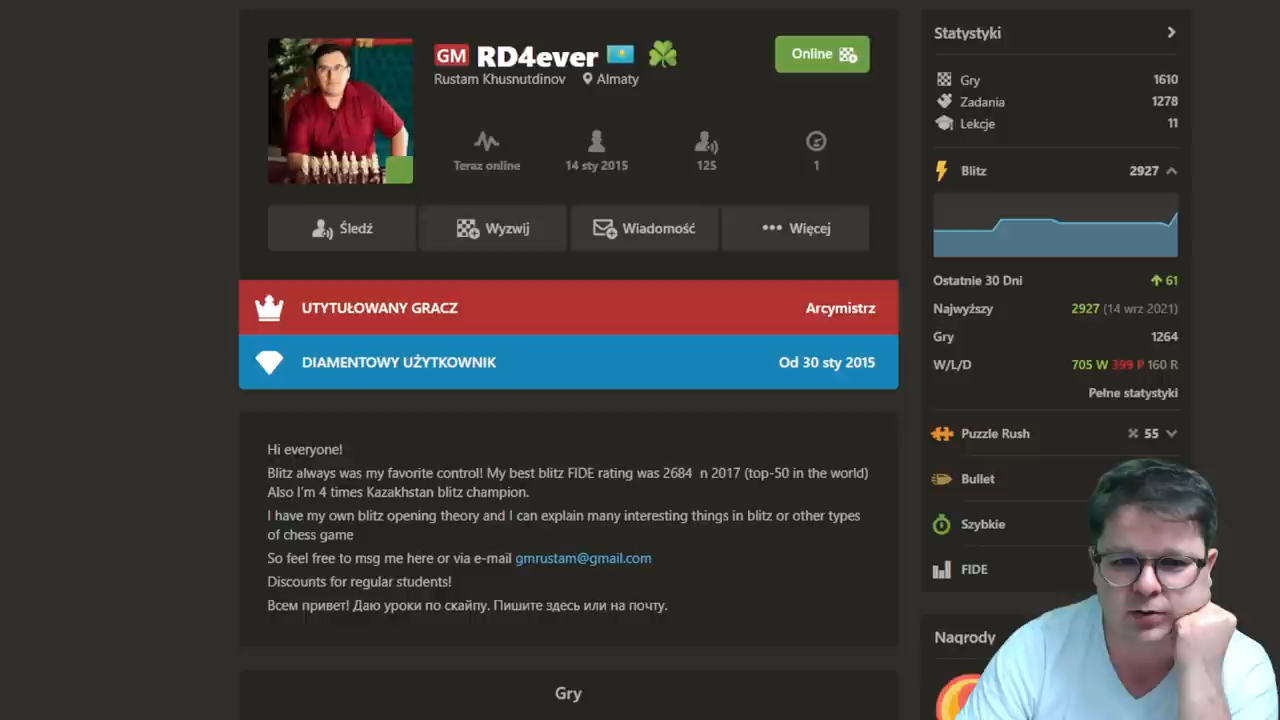 GM RD4ever
Rustam Khusnutdinov Almaty
Online
Teraz online
14 sty 2015
125
1
Śledź
Wyzwij
Wiadomość
Więcej
UTYTUŁOWANY GRACZ Arcymistrz
DIAMENTOWY UŻYTKOWNIK Od 30 sty 2015
Hi everyone!
Blitz always was my favorite control! My best blitz FIDE rating was 2684 n 2017 (top-50 in the world)
Also I'm 4 times Kazakhstan blitz champion.
I have my own blitz opening theory and I can explain many interesting things in blitz or other types
of chess game
So feel free to msg me here or via e-mail gmrustam@gmail.com
Discounts for regular students!
Всем привет! Даю уроки по скайпу. Пишите здесь или на почту.
Gry
Statystyki
Gry 1610
Zadania 1278
Lekcje 11
Blitz 2927
Ostatnie 30 Dni 61
Najwyższy 2927 (14 wrz 2021)
Gry 1264
W/L/D 705 W 399 P 160 R
Pełne statystyki
Puzzle Rush 55
Bullet
Szybkie
FIDE
Nagrody